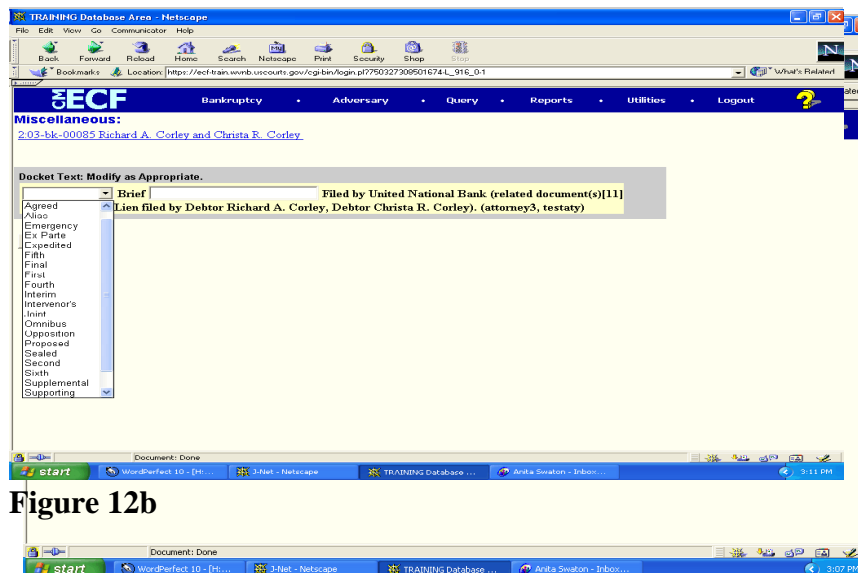 TRAINING Database Area - Netscape
File Edit View Go Communicator Help
Back Forward Reload Home Search Netscape Print Security Shop Stop
Bookmarks Location: https://ecf-train.wvnb.uscourts.gov/cgi-bin/login.pl?750327308501674-L_916_0-1 What's Related
ECF Bankruptcy • Adversary • Query • Reports • Utilities • Logout ?
Miscellaneous:
2:03-bk-00085 Richard A. Corley and Christa R. Corley
Docket Text: Modify as Appropriate.
Brief Filed by United National Bank (related document(s)[11]
Lien filed by Debtor Richard A. Corley, Debtor Christa R. Corley). (attorney3, testaty)
Agreed
Alias
Emergency
Ex Parte
Expedited
Fifth
Final
First
Fourth
Interim
Intervenor's
Joint
Omnibus
Opposition
Proposed
Sealed
Second
Sixth
Supplemental
Supporting
Document: Done
start WordPerfect 10 - [H:... J-Net - Netscape TRAINING Database ... Anita Swaton - Inbox... 3:11 PM
Figure 12b
Document: Done
start WordPerfect 10 - [H:... J-Net - Netscape TRAINING Database ... Anita Swaton - Inbox... 3:07 PM